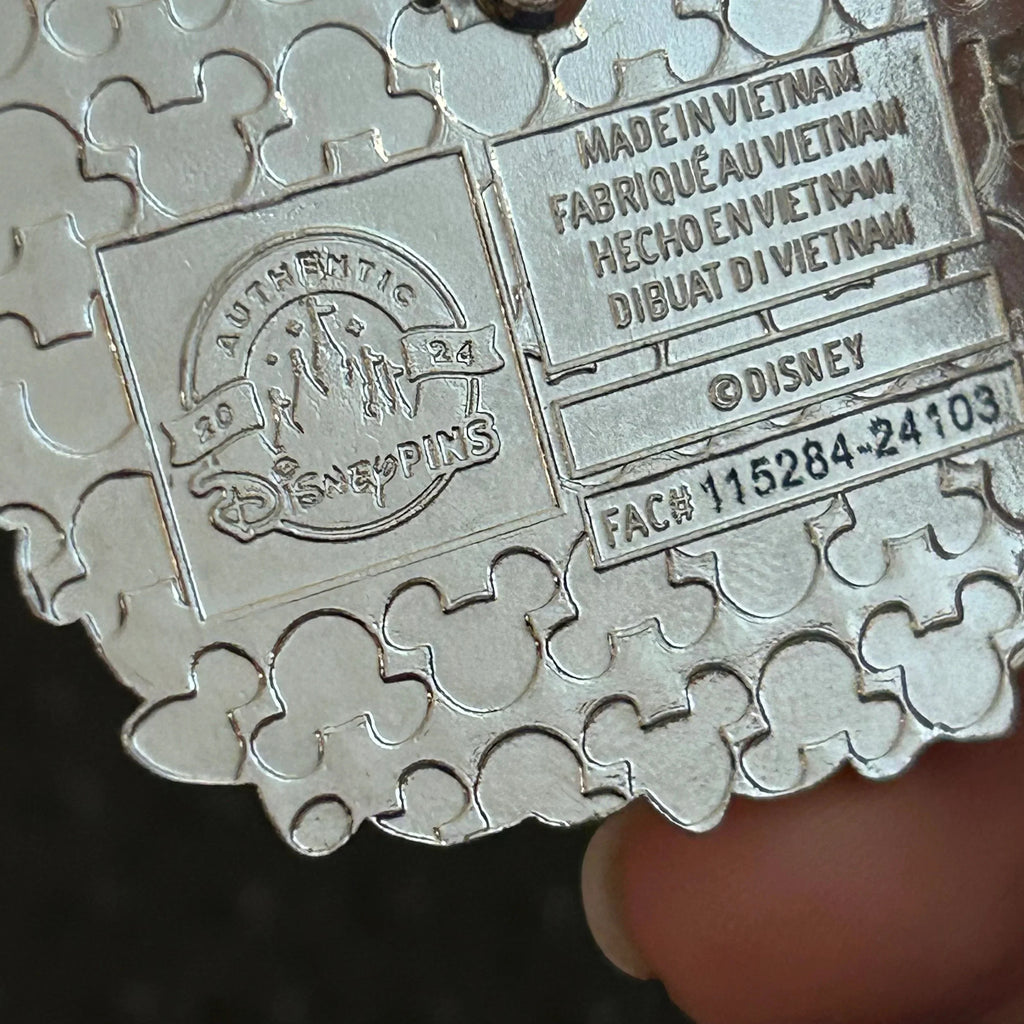 AUTHENTIC
20 24
DISNEY PINS
MADE IN VIETNAM
FABRIQUÉ AU VIETNAM
HECHO EN VIETNAM
DIBUAT DI VIETNAM
©DISNEY
FAC# 115284-24103